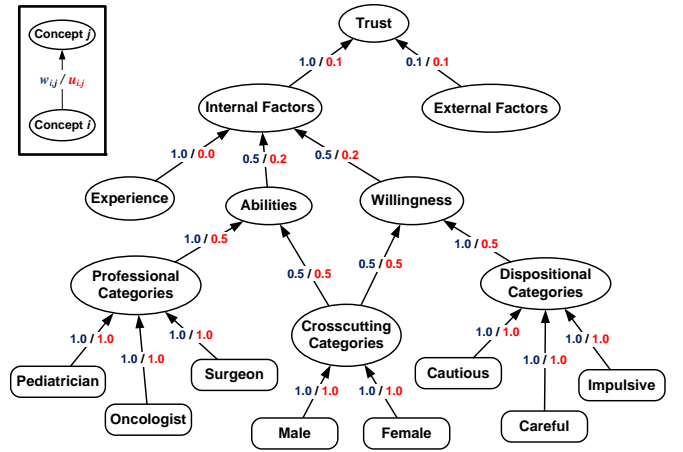 Concept j
w_{i,j} / u_{i,j}
Concept i
Trust
1.0 / 0.1
0.1 / 0.1
Internal Factors
External Factors
1.0 / 0.0
0.5 / 0.2
0.5 / 0.2
Experience
Abilities
Willingness
1.0 / 0.5
0.5 / 0.5
0.5 / 0.5
1.0 / 0.5
Professional
Categories
Crosscutting
Categories
Dispositional
Categories
1.0 / 1.0
1.0 / 1.0
1.0 / 1.0
1.0 / 1.0
1.0 / 1.0
1.0 / 1.0
1.0 / 1.0
1.0 / 1.0
Pediatrician
Oncologist
Surgeon
Male
Female
Cautious
Careful
Impulsive